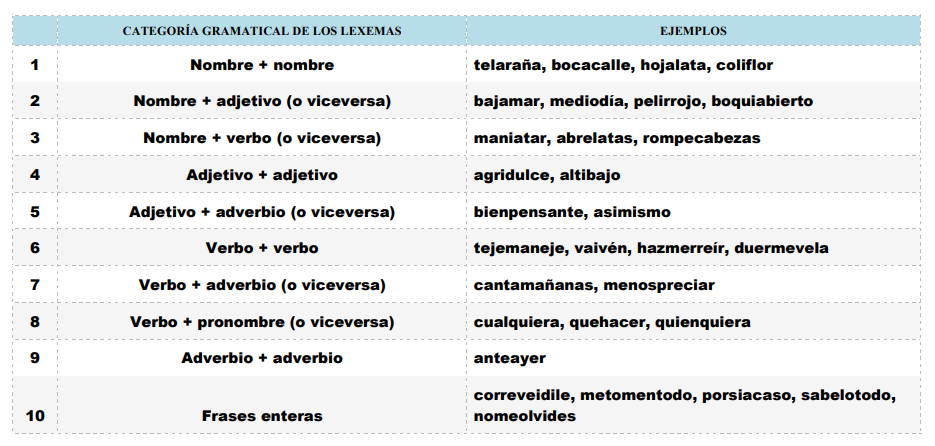 CATEGORÍA GRAMATICAL DE LOS LEXEMAS EJEMPLOS
1 Nombre + nombre telaraña, bocacalle, hojalata, coliflor
2 Nombre + adjetivo (o viceversa) bajamar, mediodía, pelirrojo, boquiabierto
3 Nombre + verbo (o viceversa) maniatar, abrelatas, rompecabezas
4 Adjetivo + adjetivo agridulce, altibajo
5 Adjetivo + adverbio (o viceversa) bienpensante, asimismo
6 Verbo + verbo tejemaneje, vaivén, hazmerreír, duermevela
7 Verbo + adverbio (o viceversa) cantamañanas, menospreciar
8 Verbo + pronombre (o viceversa) cualquiera, quehacer, quienquiera
9 Adverbio + adverbio anteayer
10 Frases enteras correveidile, metomentodo, porsiacaso, sabelotodo,
nomeolvides